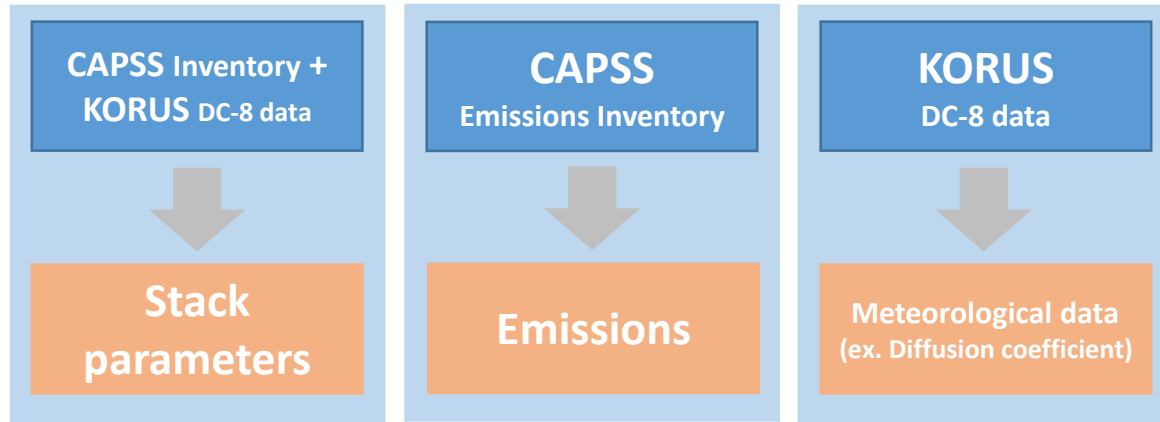 CAPSS Inventory +
KORUS DC-8 data
Stack
parameters
CAPSS
Emissions Inventory
Emissions
KORUS
DC-8 data
Meteorological data
(ex. Diffusion coefficient)